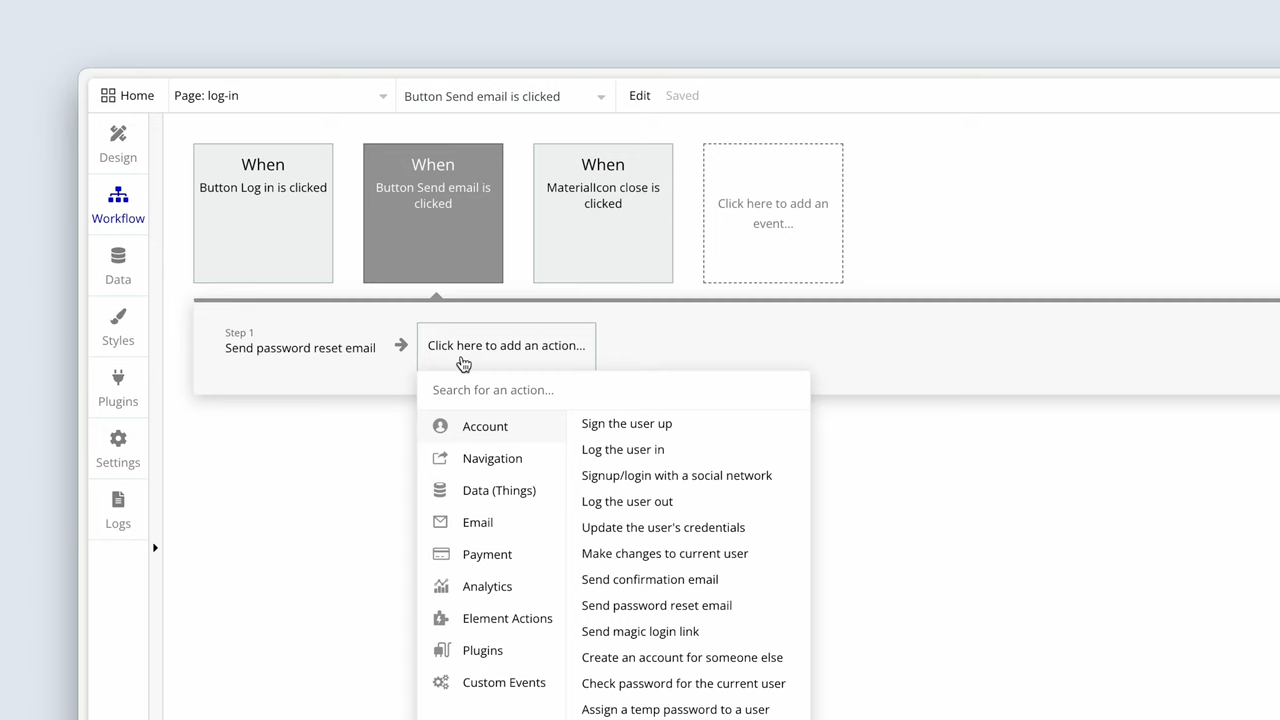 Home
Page: log-in
Button Send email is clicked
Edit
Saved
Design
Workflow
Data
Styles
Plugins
Settings
Logs
When
Button Log in is clicked
When
Button Send email is
clicked
When
MaterialIcon close is
clicked
Click here to add an
event...
Step 1
Send password reset email
Click here to add an action...
Search for an action...
Account
Navigation
Data (Things)
Email
Payment
Analytics
Element Actions
Plugins
Custom Events
Sign the user up
Log the user in
Signup/login with a social network
Log the user out
Update the user's credentials
Make changes to current user
Send confirmation email
Send password reset email
Send magic login link
Create an account for someone else
Check password for the current user
Assign a temp password to a user